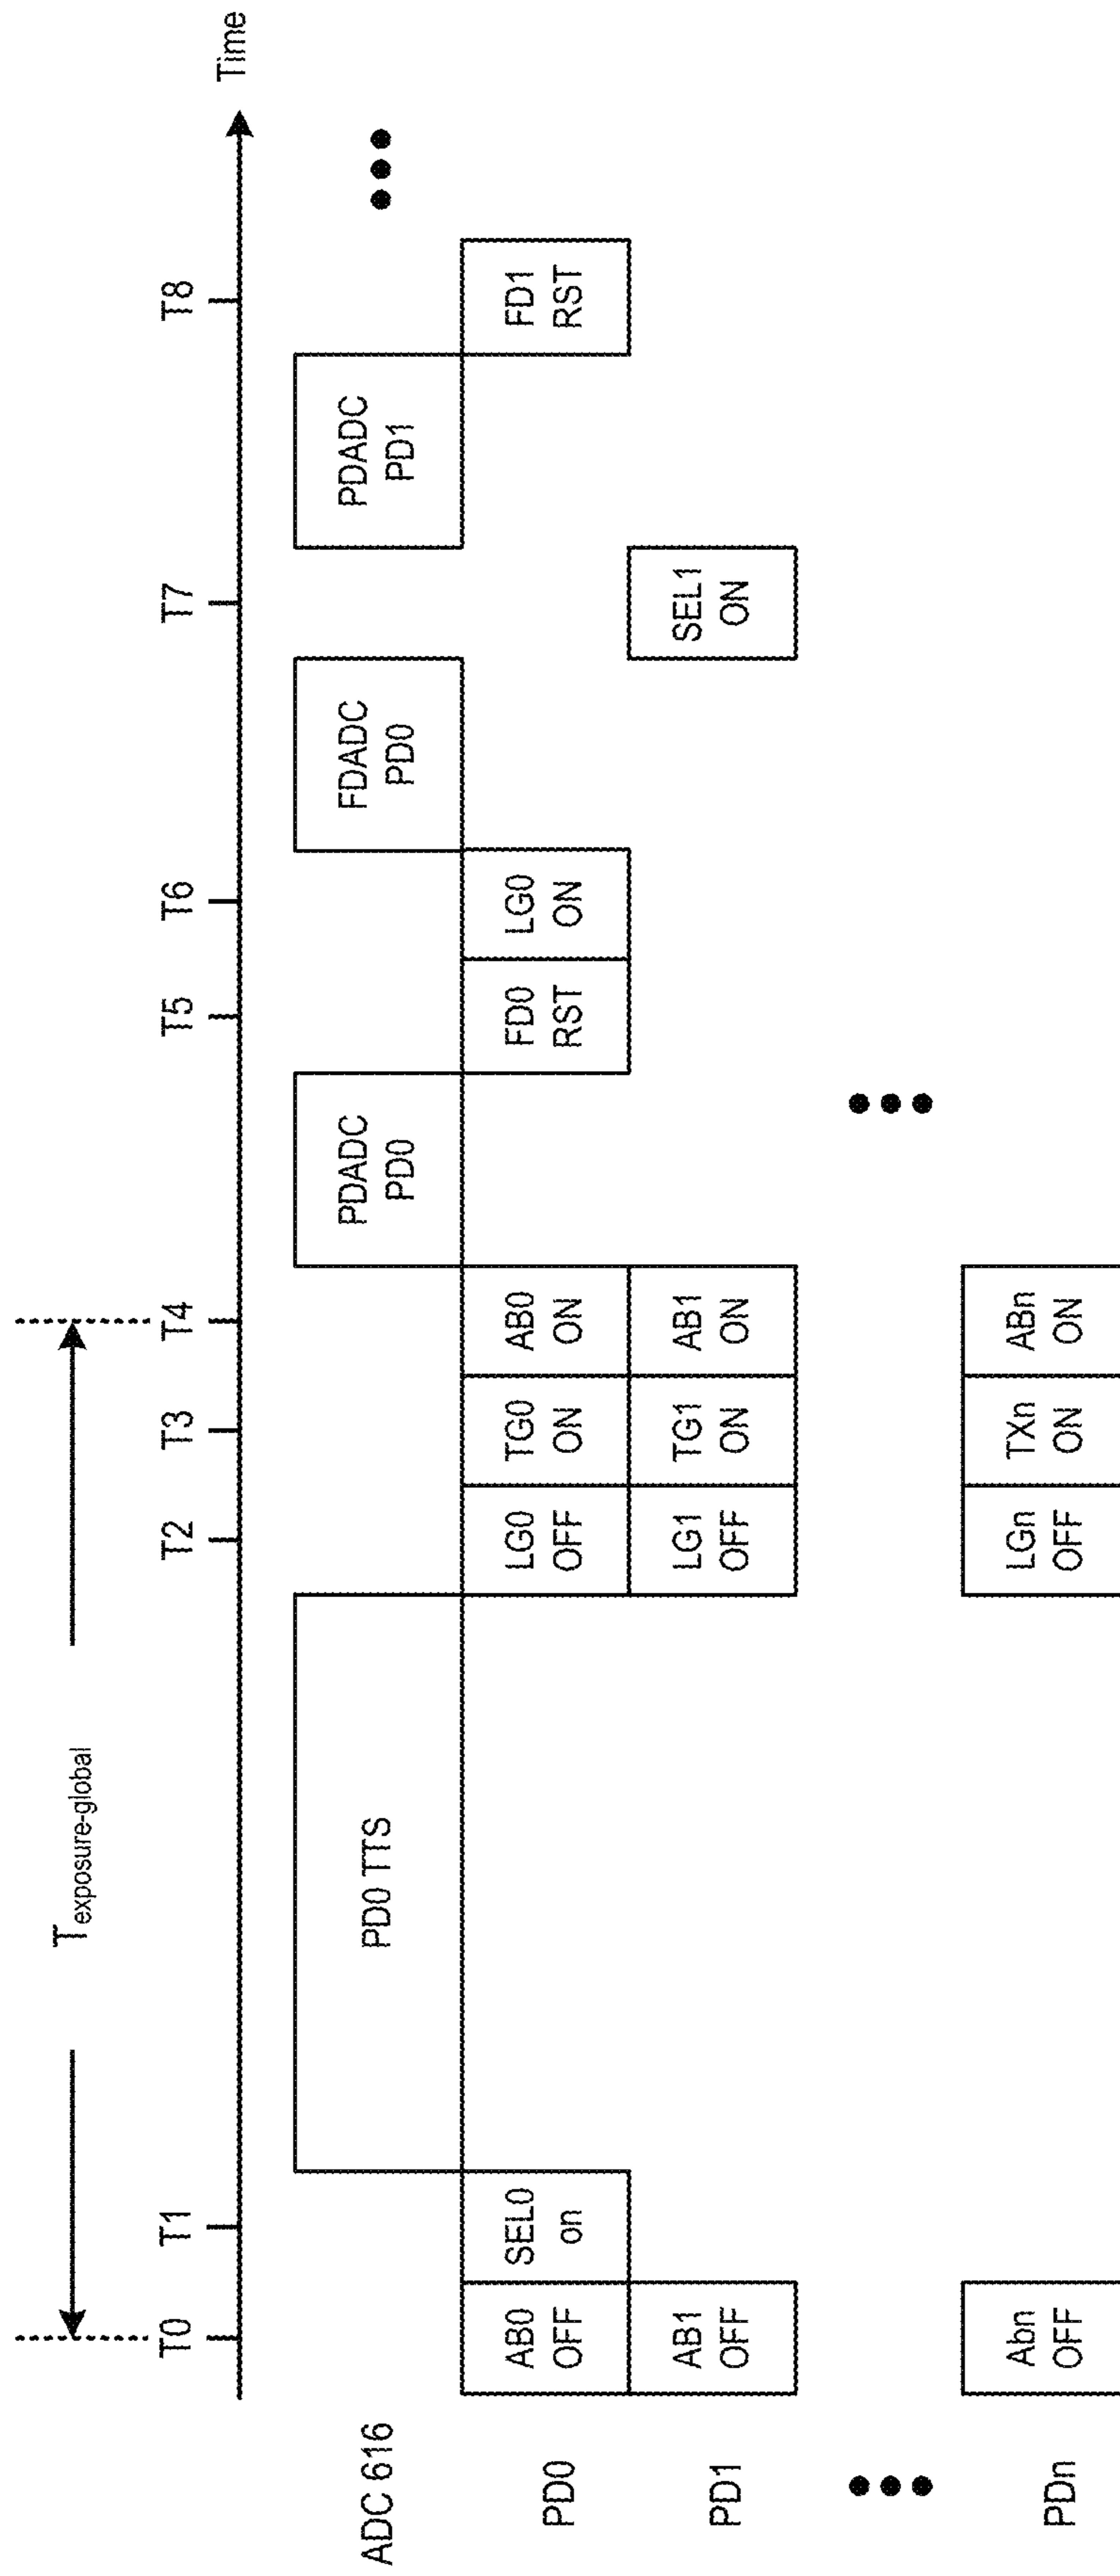 Texposure-global
T0 T1 T2 T3 T4 T5 T6 T7 T8 Time
ADC 616
PD0 TTS
PDADC
PD0
FDADC
PD0
PDADC
PD1
PD0
AB0
OFF
SEL0
on
LG0
OFF
TG0
ON
AB0
ON
FD0
RST
LG0
ON
FD1
RST
PD1
AB1
OFF
LG1
OFF
TG1
ON
AB1
ON
SEL1
ON
PDn
Abn
OFF
LGn
OFF
TXn
ON
ABn
ON